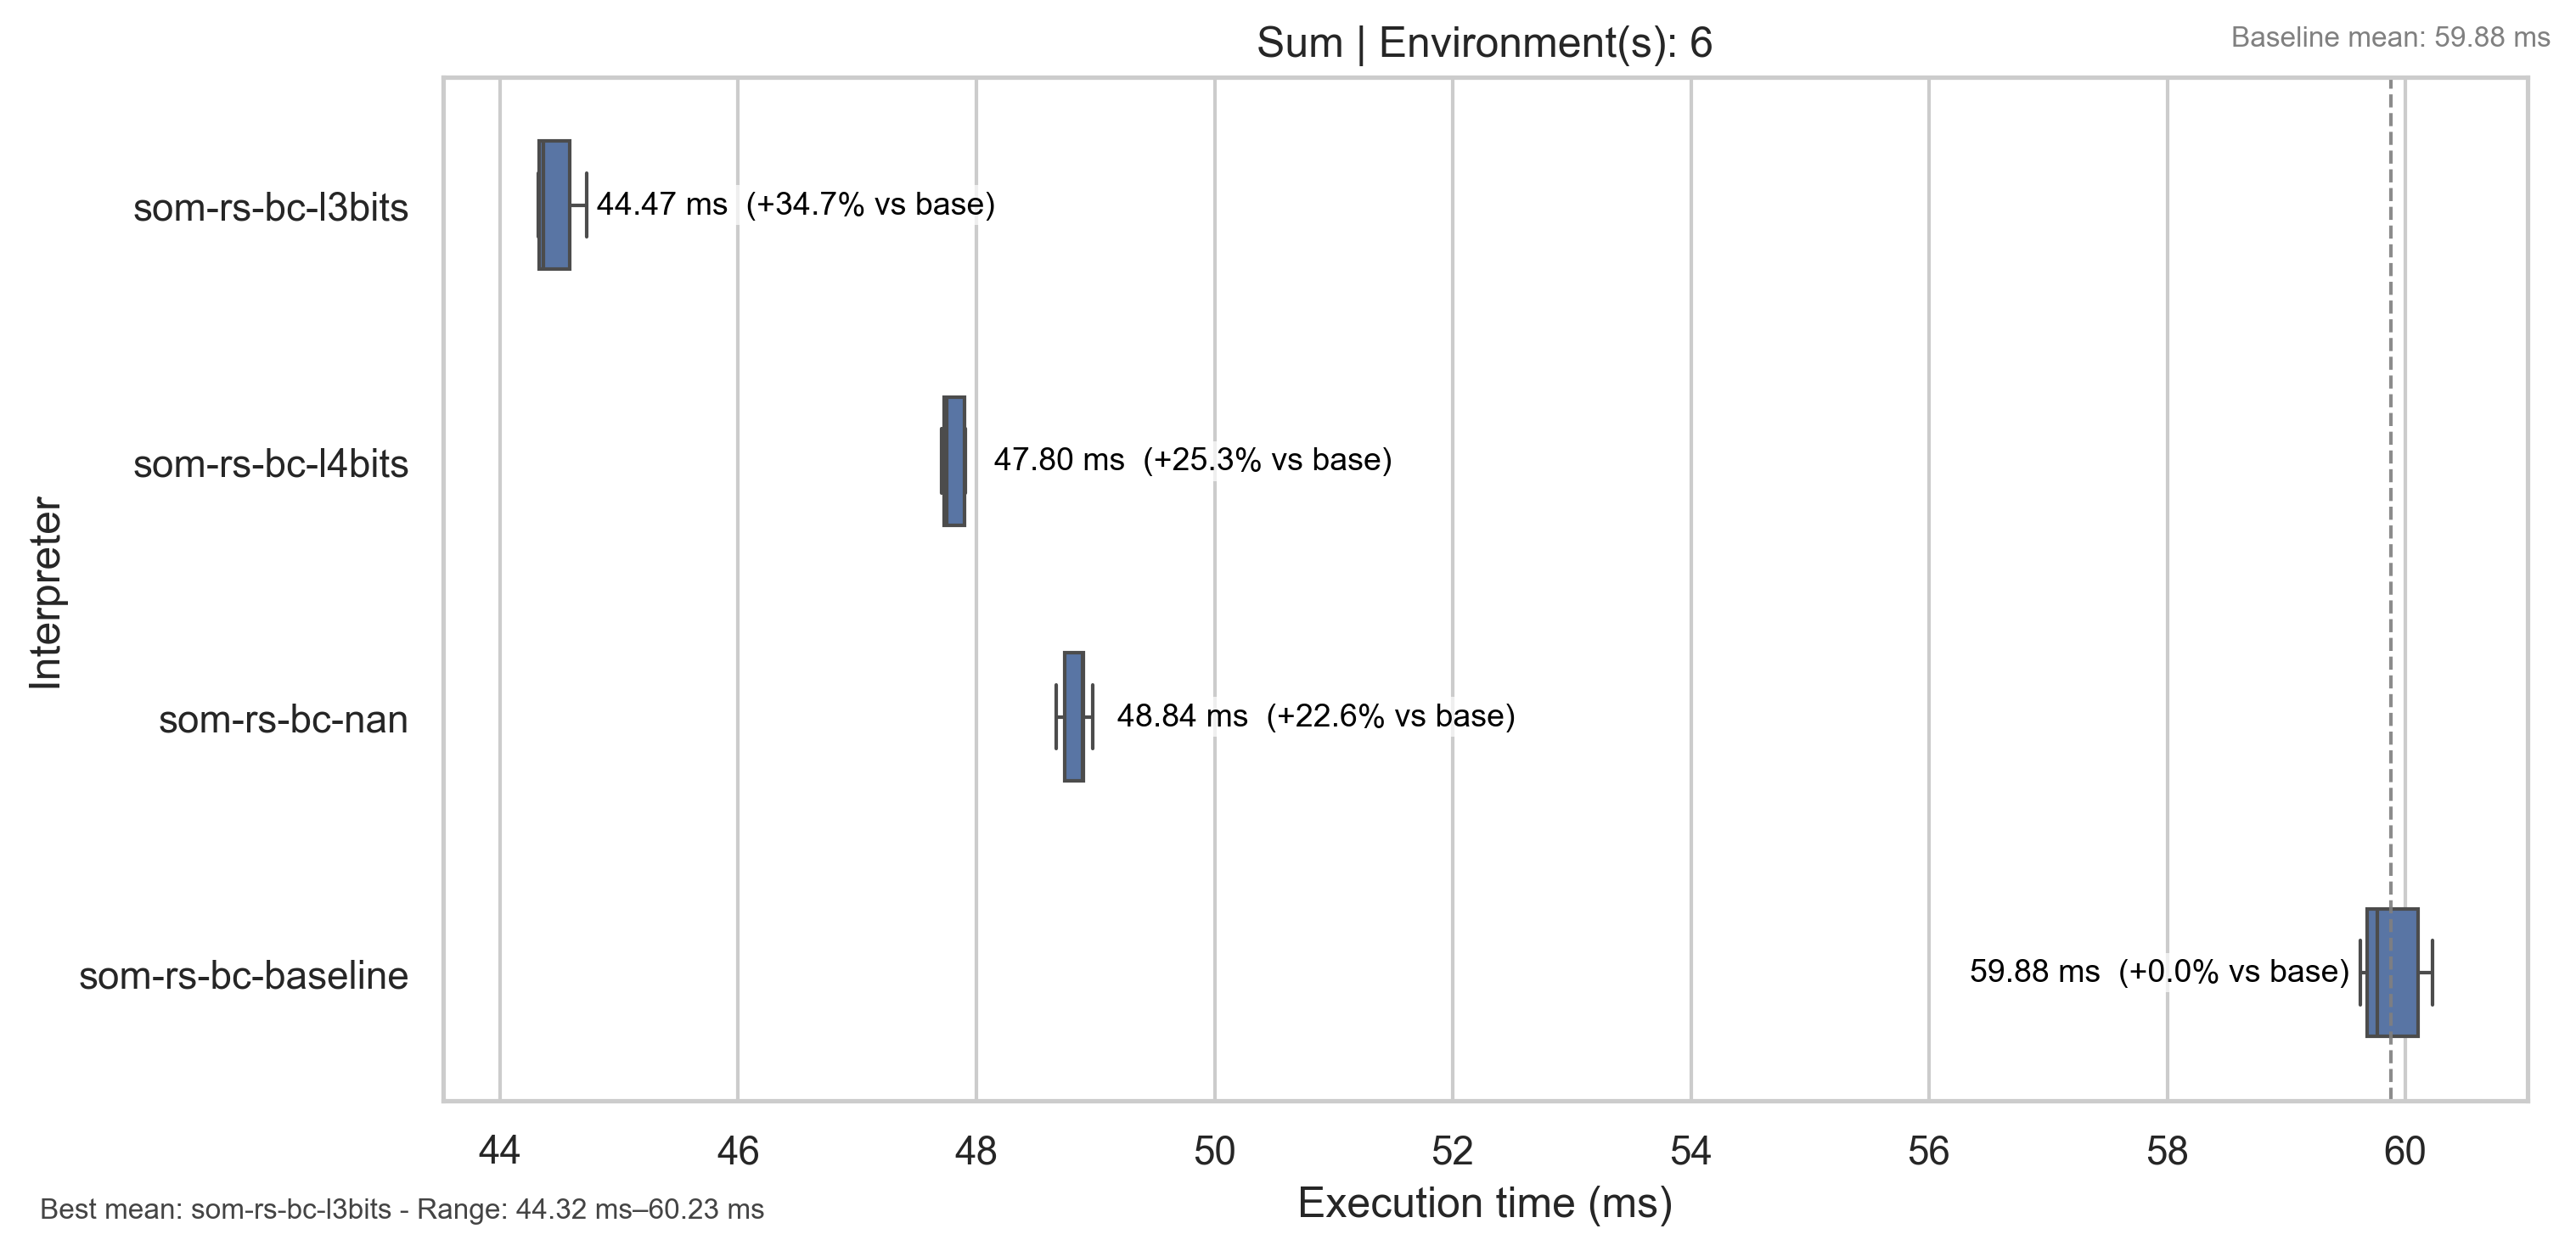 Sum | Environment(s): 6
Baseline mean: 59.88 ms
Interpreter
som-rs-bc-l3bits
44.47 ms (+34.7% vs base)
som-rs-bc-l4bits
47.80 ms (+25.3% vs base)
som-rs-bc-nan
48.84 ms (+22.6% vs base)
som-rs-bc-baseline
59.88 ms (+0.0% vs base)
44 46 48 50 52 54 56 58 60
Execution time (ms)
Best mean: som-rs-bc-l3bits - Range: 44.32 ms–60.23 ms